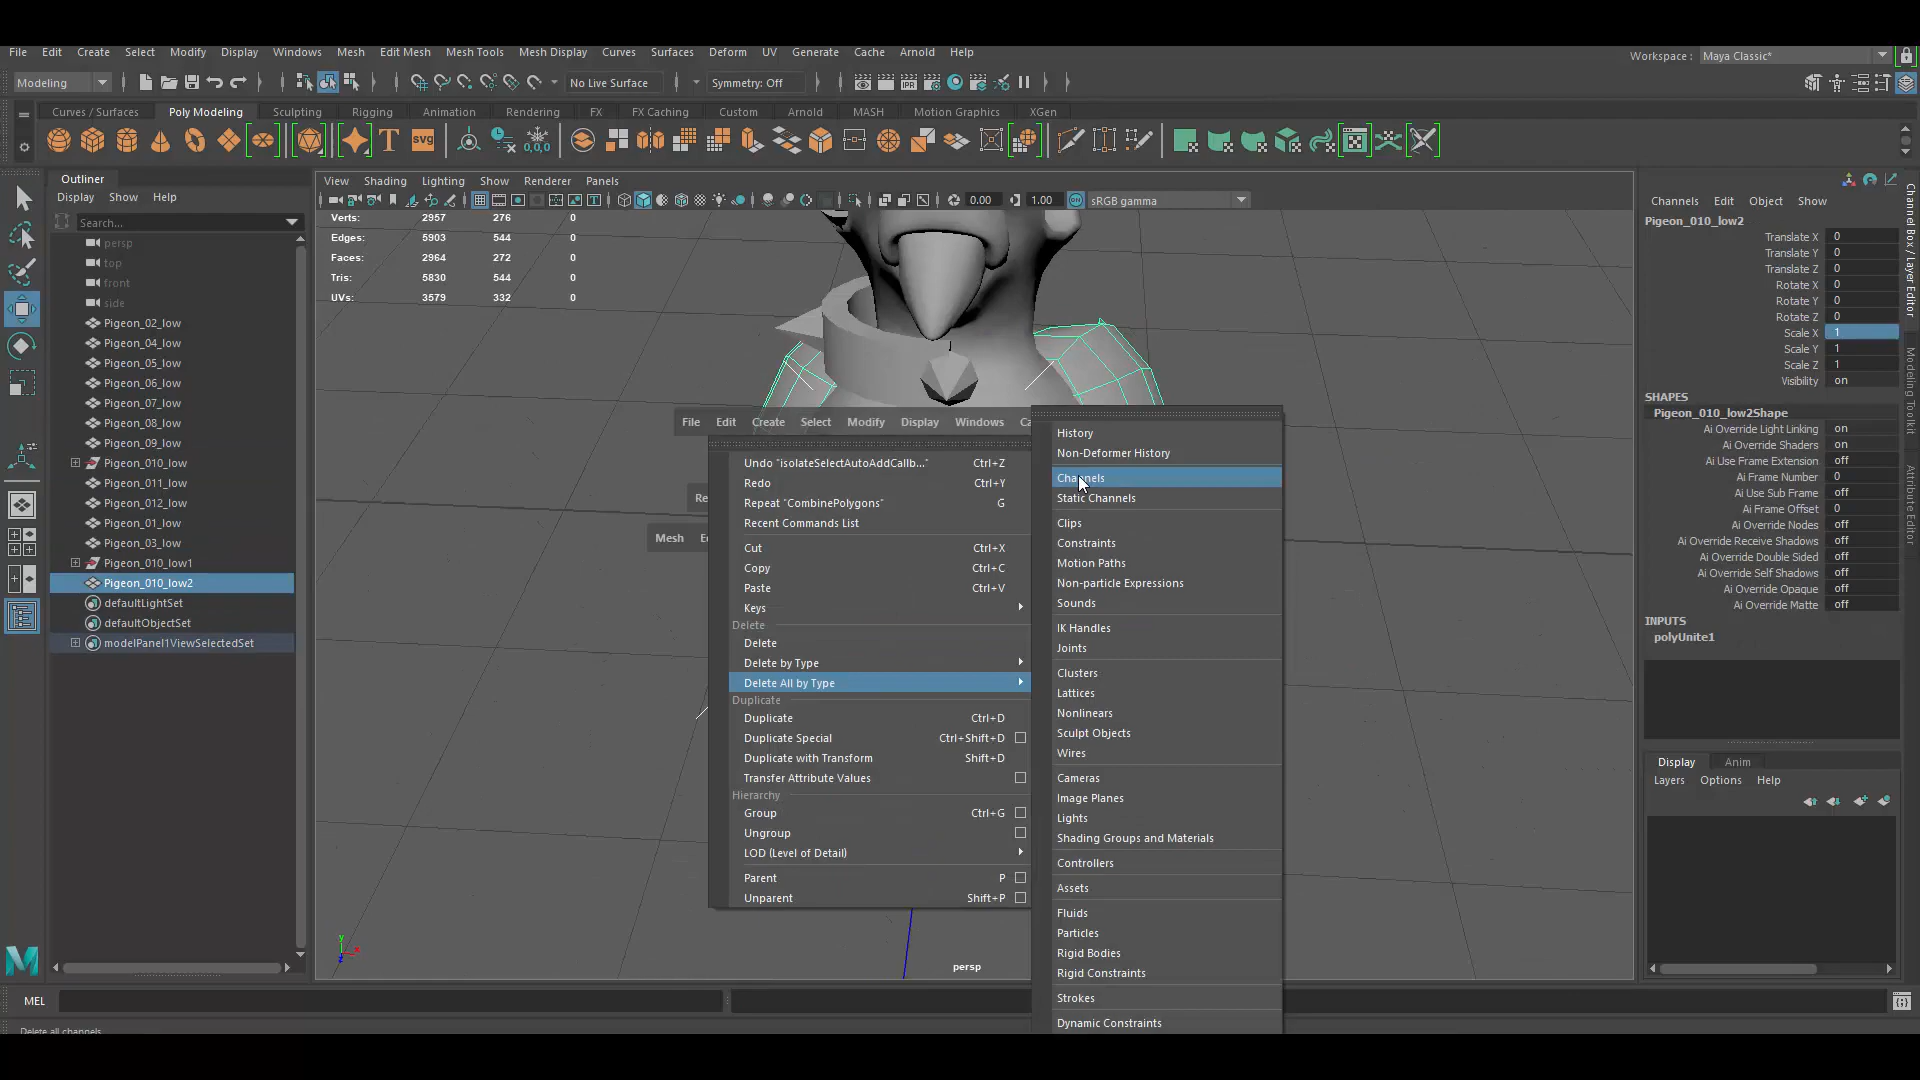 File Edit Create Select Modify Display Windows Mesh Edit Mesh Mesh Tools Mesh Display Curves Surfaces Deform UV Generate Cache Arnold Help
Workspace : Maya Classic*
Modeling
No Live Surface
Symmetry: Off
Curves / Surfaces Poly Modeling Sculpting Rigging Animation Rendering FX FX Caching Custom Arnold MASH Motion Graphics XGen
T
svg
0,0,0
Outliner
Display Show Help
Search...
persp
top
front
side
Pigeon_02_low
Pigeon_04_low
Pigeon_05_low
Pigeon_06_low
Pigeon_07_low
Pigeon_08_low
Pigeon_09_low
Pigeon_010_low
Pigeon_011_low
Pigeon_012_low
Pigeon_01_low
Pigeon_03_low
Pigeon_010_low1
Pigeon_010_low2
defaultLightSet
defaultObjectSet
modelPanel1ViewSelectedSet
View Shading Lighting Show Renderer Panels
0.00 1.00 sRGB gamma
Verts: 2957 276 0
Edges: 5903 544 0
Faces: 2964 272 0
Tris: 5830 544 0
UVs: 3579 332 0
File Edit Create Select Modify Display Windows Ca
Re
Mesh E
Undo "isolateSelectAutoAddCallb..." Ctrl+Z
Redo Ctrl+Y
Repeat "CombinePolygons" G
Recent Commands List
Cut Ctrl+X
Copy Ctrl+C
Paste Ctrl+V
Keys
Delete
Delete
Delete by Type
Delete All by Type
Duplicate
Duplicate Ctrl+D
Duplicate Special Ctrl+Shift+D
Duplicate with Transform Shift+D
Transfer Attribute Values
Hierarchy
Group Ctrl+G
Ungroup
LOD (Level of Detail)
Parent P
Unparent Shift+P
History
Non-Deformer History
Channels
Static Channels
Clips
Constraints
Motion Paths
Non-particle Expressions
Sounds
IK Handles
Joints
Clusters
Lattices
Nonlinears
Sculpt Objects
Wires
Cameras
Image Planes
Lights
Shading Groups and Materials
Controllers
Assets
Fluids
Particles
Rigid Bodies
Rigid Constraints
Strokes
Dynamic Constraints
persp
y
x
z
Channels Edit Object Show
Pigeon_010_low2
Translate X 0
Translate Y 0
Translate Z 0
Rotate X 0
Rotate Y 0
Rotate Z 0
Scale X 1
Scale Y 1
Scale Z 1
Visibility on
SHAPES
Pigeon_010_low2Shape
Ai Override Light Linking on
Ai Override Shaders on
Ai Use Frame Extension off
Ai Frame Number 0
Ai Use Sub Frame off
Ai Frame Offset 0
Ai Override Nodes off
Ai Override Receive Shadows off
Ai Override Double Sided off
Ai Override Self Shadows off
Ai Override Opaque off
Ai Override Matte off
INPUTS
polyUnite1
Display Anim
Layers Options Help
Channel Box / Layer Editor
Modeling Toolkit
Attribute Editor
MEL
Delete all channels